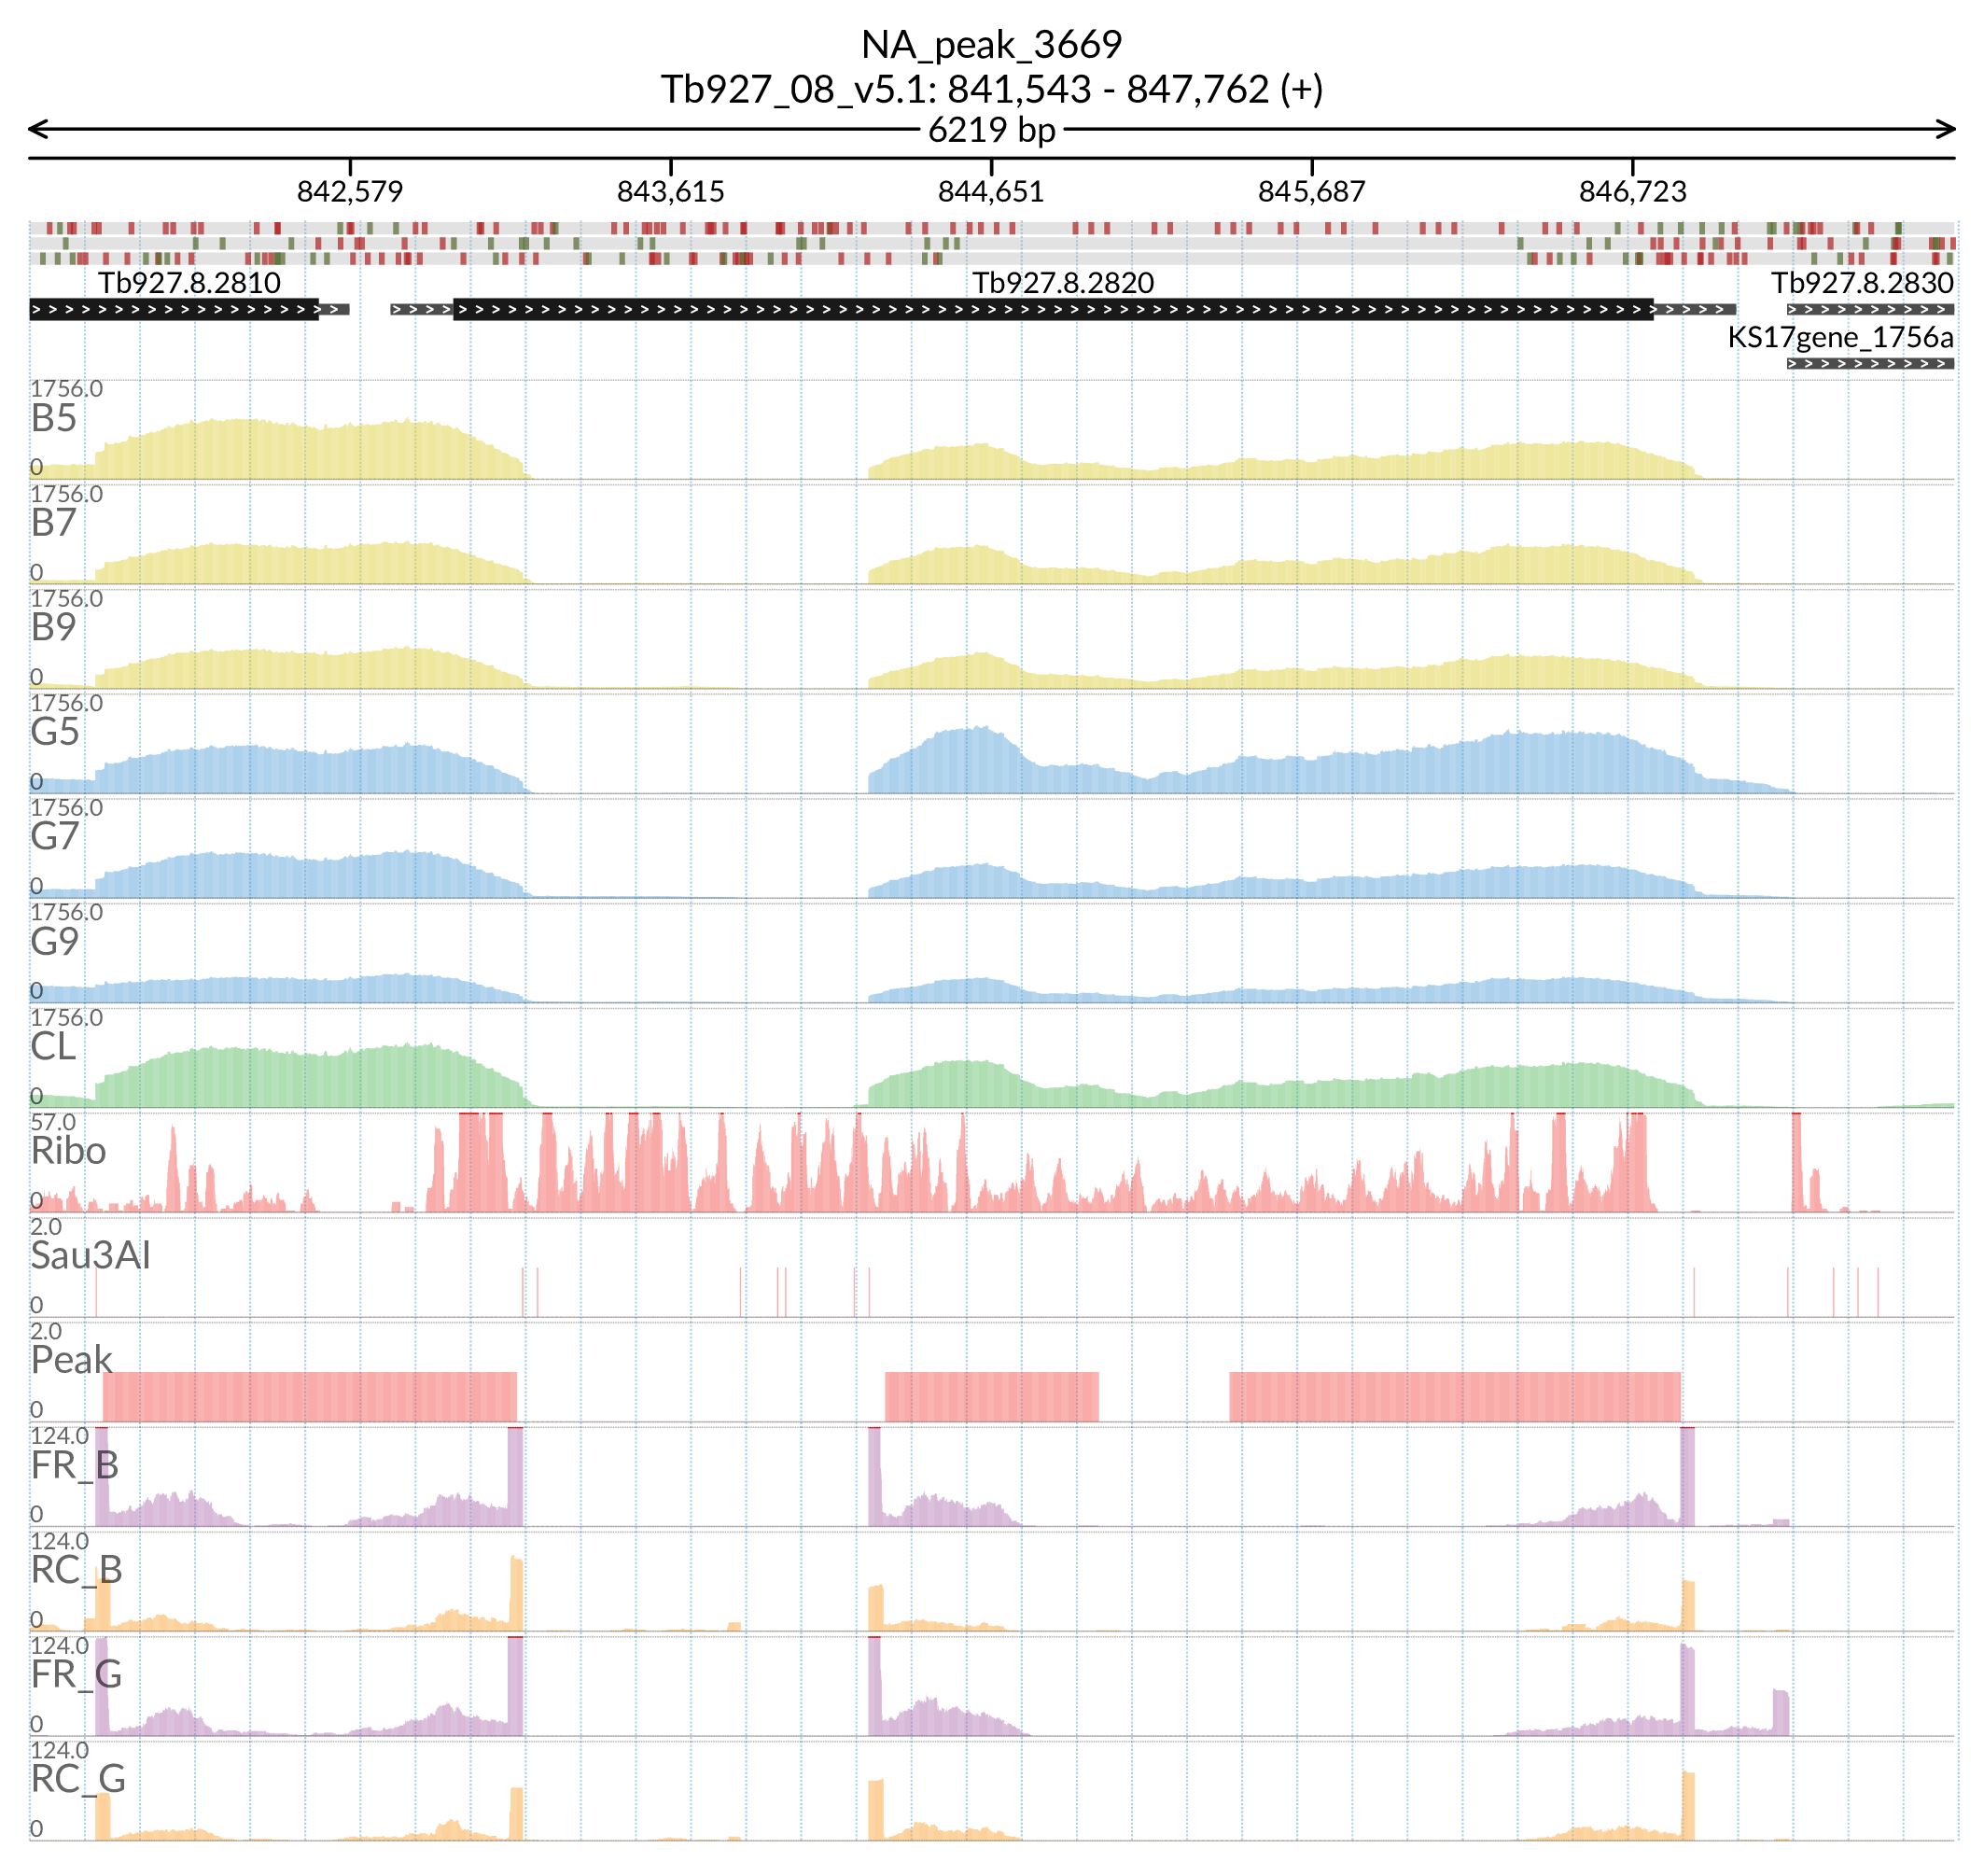 NA_peak_3669
Tb927_08_v5.1: 841,543 - 847,762 (+)
6219 bp
842,579 843,615 844,651 845,687 846,723
Tb927.8.2810 Tb927.8.2820 Tb927.8.2830
KS17gene_1756a
1756.0
B5
0
1756.0
B7
0
1756.0
B9
0
1756.0
G5
0
1756.0
G7
0
1756.0
G9
0
1756.0
CL
0
57.0
Ribo
0
2.0
Sau3AI
0
2.0
Peak
0
124.0
FR_B
0
124.0
RC_B
0
124.0
FR_G
0
124.0
RC_G
0